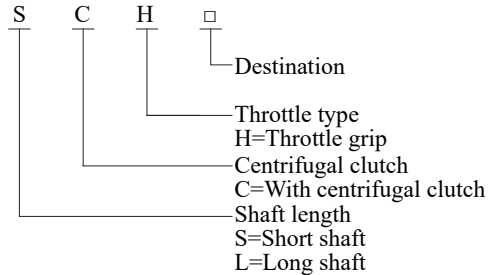 S C H □
Destination
Throttle type
H=Throttle grip
Centrifugal clutch
C=With centrifugal clutch
Shaft length
S=Short shaft
L=Long shaft